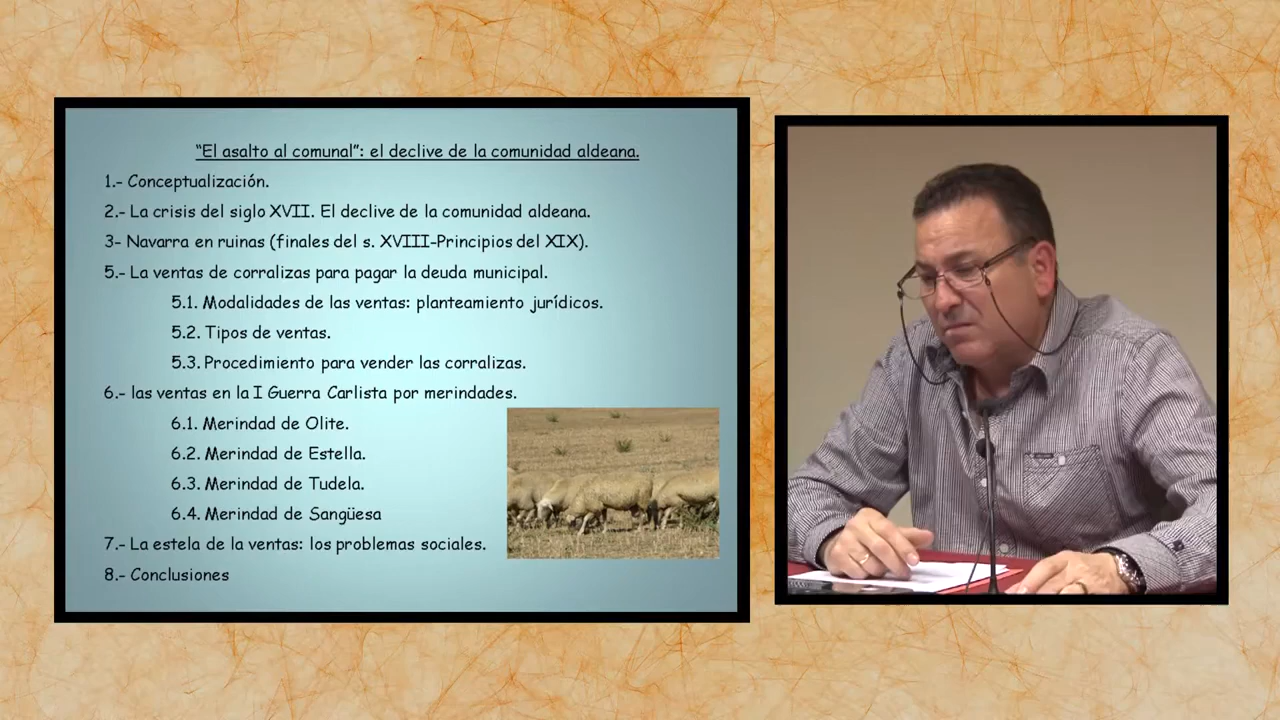 “El asalto al comunal”: el declive de la comunidad aldeana.
1.- Conceptualización.
2.- La crisis del siglo XVII. El declive de la comunidad aldeana.
3- Navarra en ruinas (finales del s. XVIII-Principios del XIX).
5.- La ventas de corralizas para pagar la deuda municipal.
5.1. Modalidades de las ventas: planteamiento jurídicos.
5.2. Tipos de ventas.
5.3. Procedimiento para vender las corralizas.
6.- las ventas en la I Guerra Carlista por merindades.
6.1. Merindad de Olite.
6.2. Merindad de Estella.
6.3. Merindad de Tudela.
6.4. Merindad de Sangüesa
7.- La estela de la ventas: los problemas sociales.
8.- Conclusiones